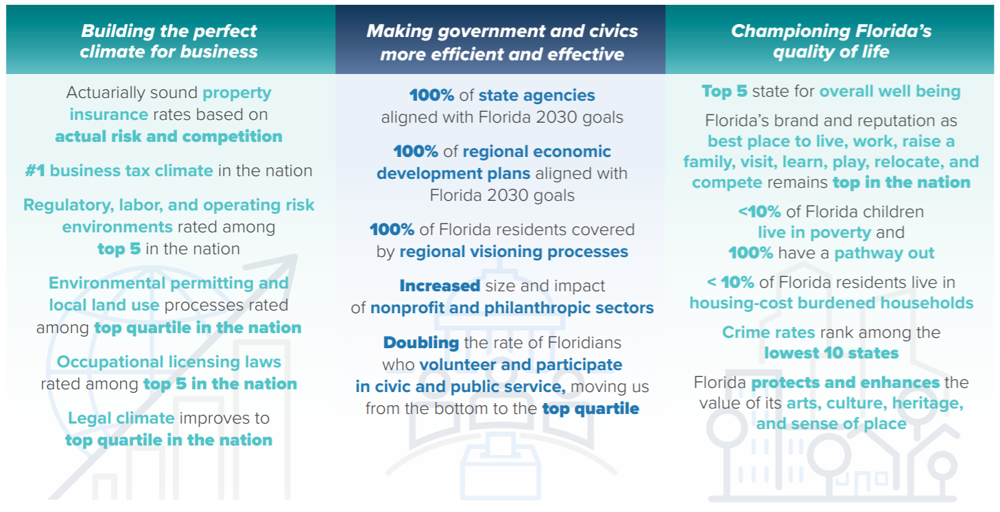 Building the perfect
climate for business
Actuarially sound property
insurance rates based on
actual risk and competition
#1 business tax climate in the nation
Regulatory, labor, and operating risk
environments rated among
top 5 in the nation
Environmental permitting and
local land use processes rated
among top quartile in the nation
Occupational licensing laws
rated among top 5 in the nation
Legal climate improves to
top quartile in the nation
Making government and civics
more efficient and effective
100% of state agencies
aligned with Florida 2030 goals
100% of regional economic
development plans aligned with
Florida 2030 goals
100% of Florida residents covered
by regional visioning processes
Increased size and impact
of nonprofit and philanthropic sectors
Doubling the rate of Floridians
who volunteer and participate
in civic and public service, moving us
from the bottom to the top quartile
Championing Florida's
quality of life
Top 5 state for overall well being
Florida's brand and reputation as
best place to live, work, raise a
family, visit, learn, play, relocate, and
compete remains top in the nation
<10% of Florida children
live in poverty and
100% have a pathway out
< 10% of Florida residents live in
housing-cost burdened households
Crime rates rank among the
lowest 10 states
Florida protects and enhances the
value of its arts, culture, heritage,
and sense of place